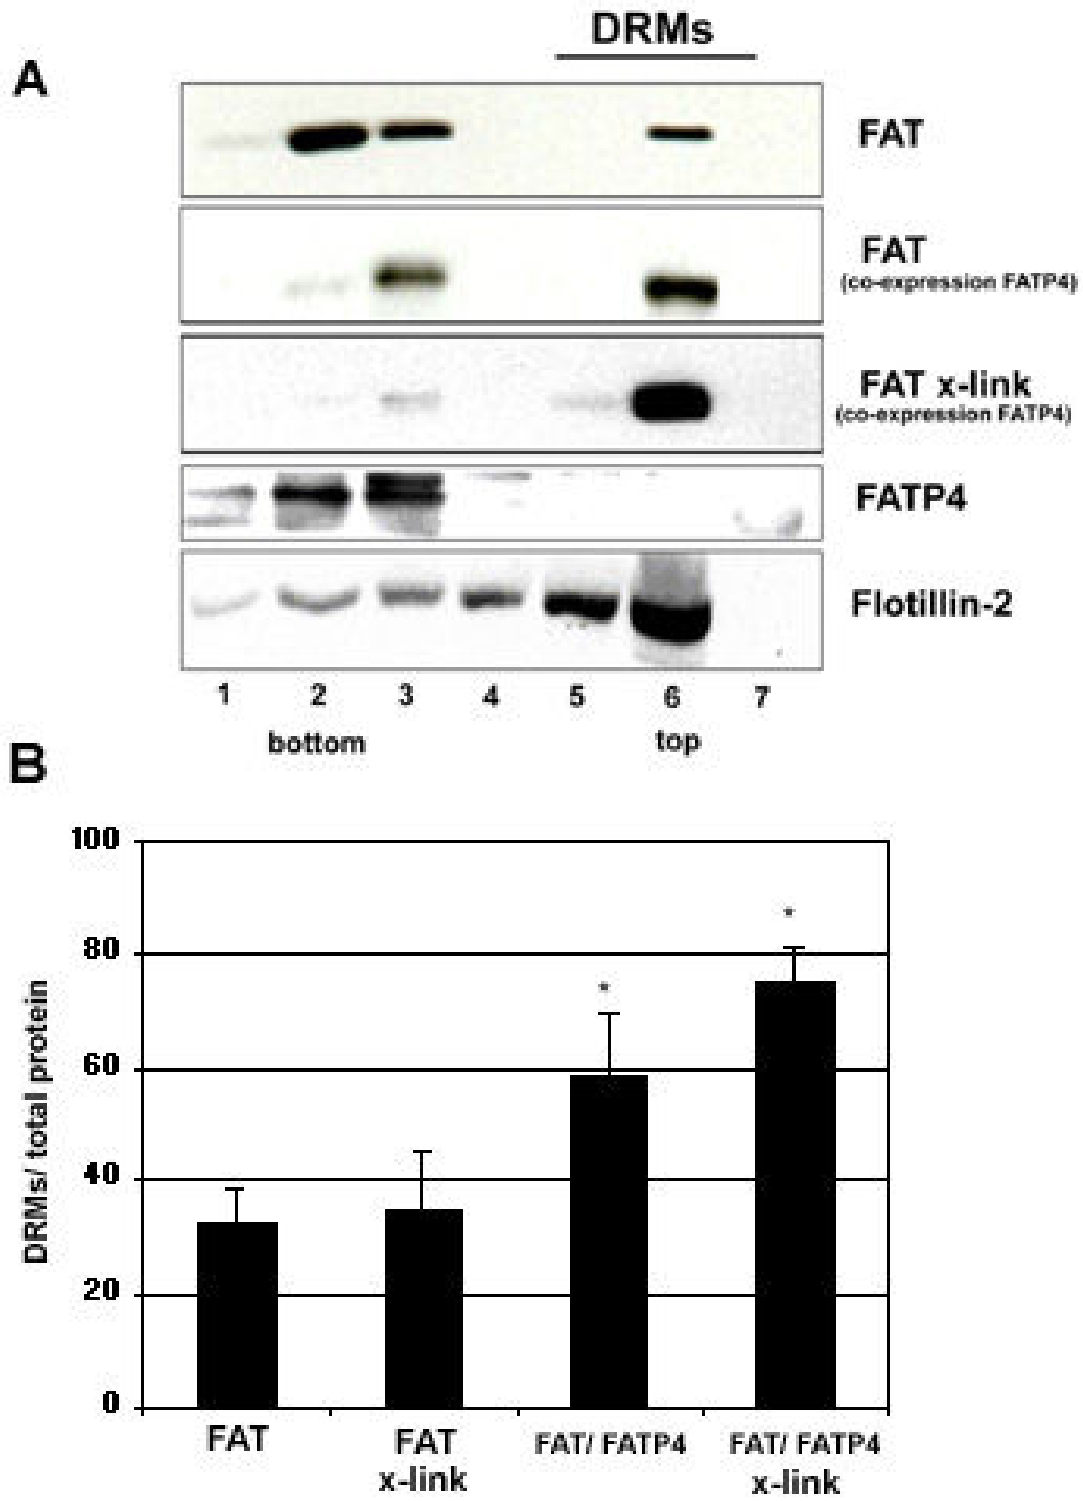 DRMs
A
FAT
FAT
(co-expression FATP4)
FAT x-link
(co-expression FATP4)
FATP4
Flotillin-2
1 2 3 4 5 6 7
bottom top
B
100
80
60
40
20
0
DRMs/ total protein
* *
FAT FAT x-link FAT/ FATP4 FAT/ FATP4 x-link